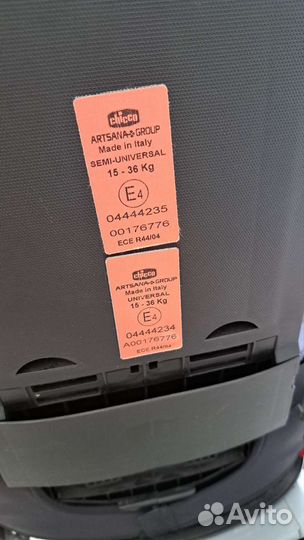 chicco
ARTSANA GROUP
Made in Italy
SEMI-UNIVERSAL
15 - 36 Kg
E4
04444235
00176776
ECE R44/04
chicco
ARTSANA GROUP
Made in Italy
UNIVERSAL
15 - 36 Kg
E4
04444234
A00176776
ECE R44/04
Avito